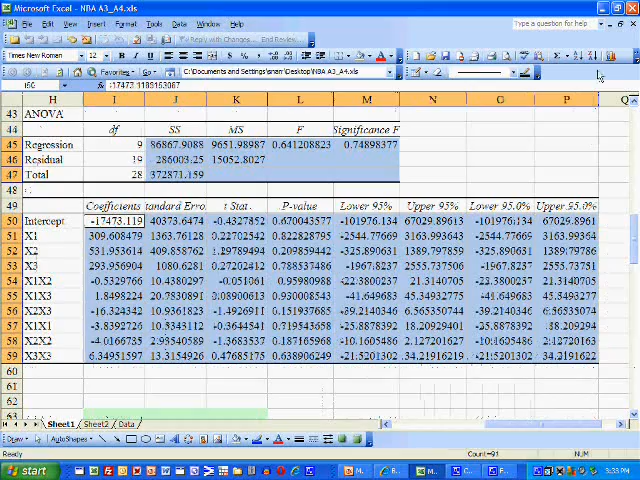 Microsoft Excel - NBA A3_A4.xls
File Edit View Insert Format Tools Data Window Help
Type a question for help
Reply with Changes... End Review...
Times New Roman 12 B I U
Favorites Go C:\Documents and Settings\snarr\Desktop\NBA A3_A4.xls
I50
H I J K L M N O P Q
43 ANOVA
44 df SS MS F Significance F
45 Regression 9 86867.9088 9651.98987 0.641208823 0.74898377
46 Residual 19 286003.25 15052.8027
47 Total 28 372871.159
48
49 Coefficients tandard Erro. t Stat P-value Lower 95% Upper 95% Lower 95.0% Upper 95.0%
50 Intercept -17473.119 40373.6474 -0.4327852 0.670043577 -101976.134 67029.89613 -101976.134 67029.8961
51 X1 309.608479 1363.76128 0.22702542 0.822828795 -2544.77669 3163.993647 -2544.77669 3163.99364
52 X2 531.953614 409.858762 1.29789494 0.209859442 -325.890631 1389.797859 -325.890631 1389.79786
53 X3 293.956904 1080.6281 0.27202412 0.788537486 -1967.8237 2555.737506 -1967.8237 2555.73751
54 X1X2 -0.5329766 10.4380297 -0.051061 0.95980988 -22.3800237 21.3140705 -22.3800237 21.3140705
55 X1X3 1.8498224 20.7830891 0.08900613 0.930008543 -41.649683 45.34932775 -41.649683 45.3493277
56 X2X3 -16.324342 10.9361823 -1.4926911 0.151937685 -39.2140346 6.565350744 -39.2140346 6.56535074
57 X1X1 -3.8392726 10.5343112 -0.3644541 0.719543658 -25.8878392 18.20929401 -25.8878392 18.209294
58 X2X2 -4.0166735 2.93540589 -1.3683537 0.187165968 -10.1605486 2.127201627 -10.1605486 2.12720163
59 X3X3 6.34951597 13.3154926 0.47685175 0.638906249 -21.5201302 34.21916219 -21.5201302 34.2191622
60
61
62
63
Sheet1 Sheet2 Data
Draw AutoShapes
Ready Count=91 NUM
start 3:33 PM